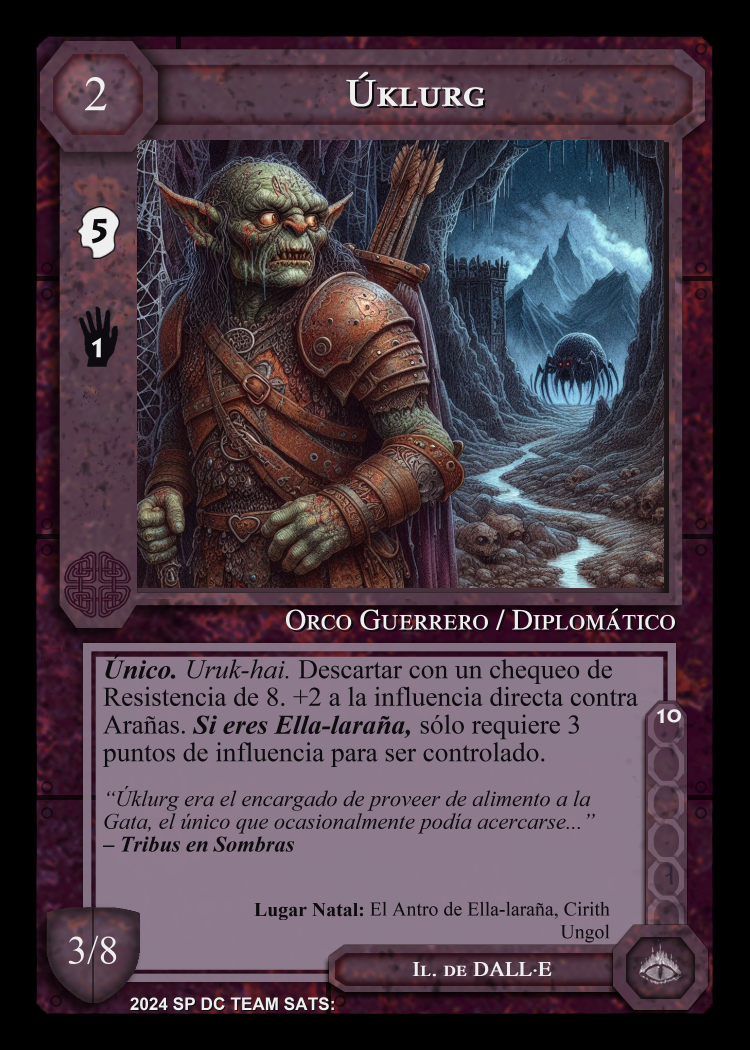 2
Úklurg
5
1
Orco Guerrero / Diplomático
Único. Uruk-hai. Descartar con un chequeo de
Resistencia de 8. +2 a la influencia directa contra
Arañas. Si eres Ella-laraña, sólo requiere 3
puntos de influencia para ser controlado.
10
“Úklurg era el encargado de proveer de alimento a la
Gata, el único que ocasionalmente podía acercarse...”
– Tribus en Sombras
Lugar Natal: El Antro de Ella-laraña, Cirith
Ungol
3/8
Il. de DALL·E
2024 SP DC TEAM SATS: